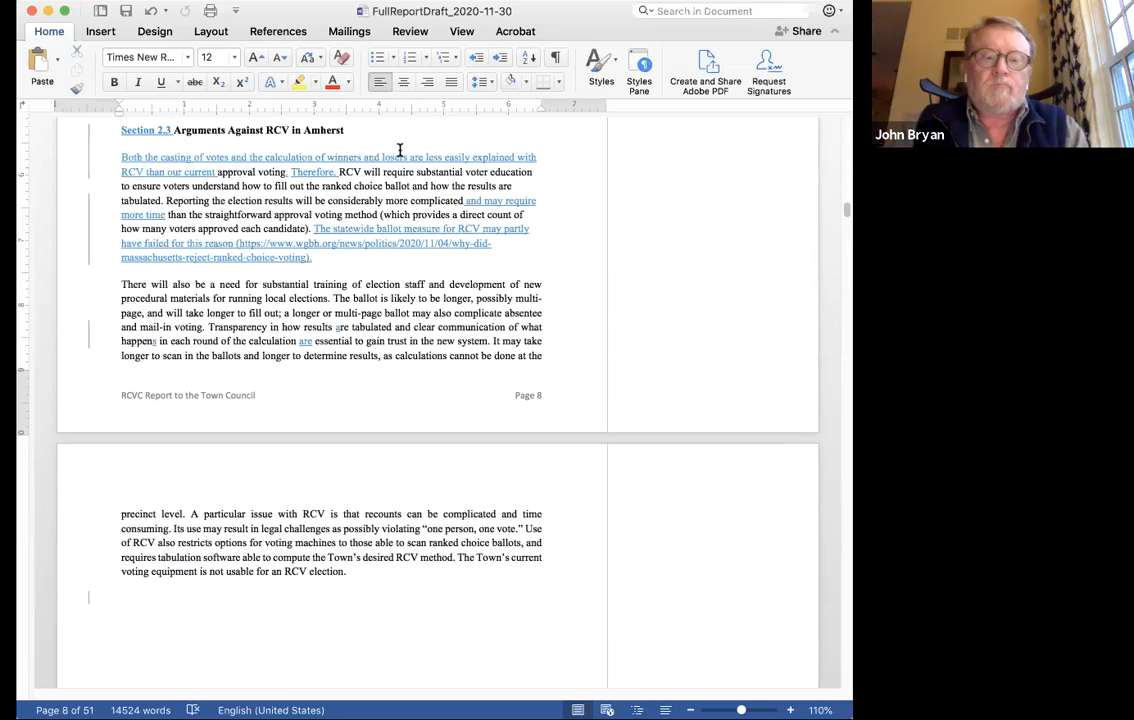 FullReportDraft_2020-11-30
Search in Document
Home Insert Design Layout References Mailings Review View Acrobat Share
Paste
Times New R... 12
Styles
Styles Pane
Create and Share Adobe PDF
Request Signatures
Section 2.3 Arguments Against RCV in Amherst
Both the casting of votes and the calculation of winners and losers are less easily explained with
RCV than our current approval voting. Therefore, RCV will require substantial voter education
to ensure voters understand how to fill out the ranked choice ballot and how the results are
tabulated. Reporting the election results will be considerably more complicated and may require
more time than the straightforward approval voting method (which provides a direct count of
how many voters approved each candidate). The statewide ballot measure for RCV may partly
have failed for this reason (https://www.wgbh.org/news/politics/2020/11/04/why-did-
massachusetts-reject-ranked-choice-voting).
There will also be a need for substantial training of election staff and development of new
procedural materials for running local elections. The ballot is likely to be longer, possibly multi-
page, and will take longer to fill out; a longer or multi-page ballot may also complicate absentee
and mail-in voting. Transparency in how results are tabulated and clear communication of what
happens in each round of the calculation are essential to gain trust in the new system. It may take
longer to scan in the ballots and longer to determine results, as calculations cannot be done at the
RCVC Report to the Town Council Page 8
precinct level. A particular issue with RCV is that recounts can be complicated and time
consuming. Its use may result in legal challenges as possibly violating “one person, one vote.” Use
of RCV also restricts options for voting machines to those able to scan ranked choice ballots, and
requires tabulation software able to compute the Town’s desired RCV method. The Town’s current
voting equipment is not usable for an RCV election.
Page 8 of 51 14524 words English (United States) 110%
John Bryan